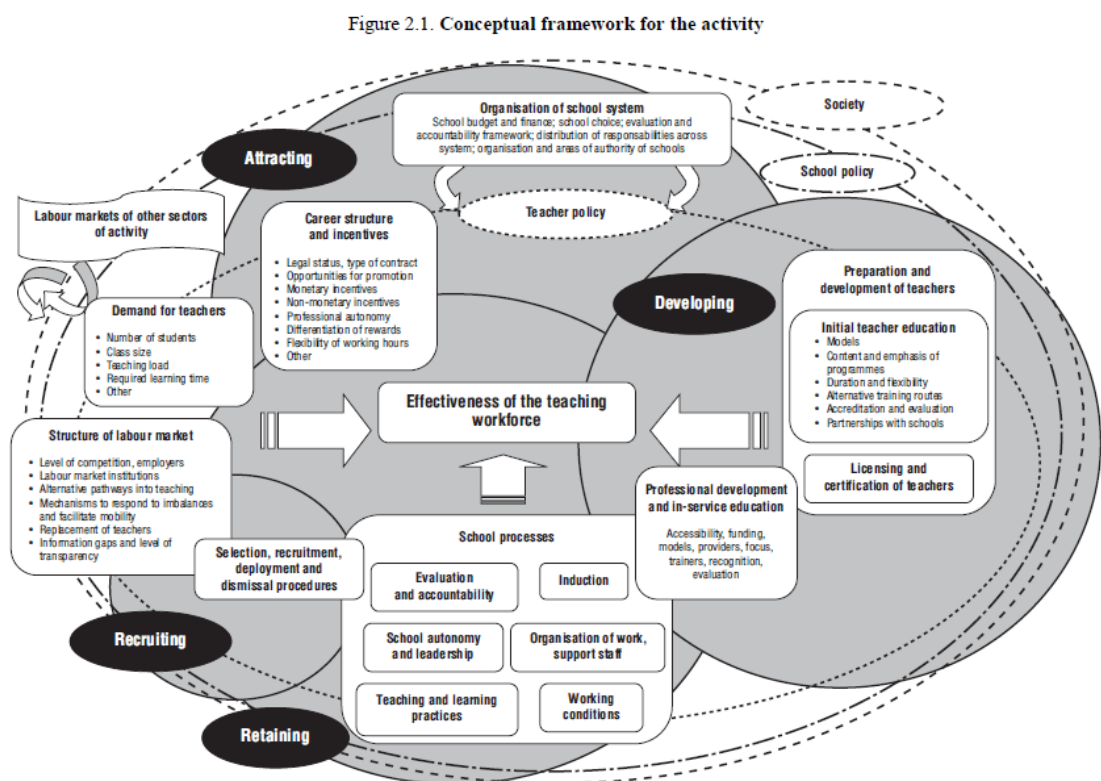 Figure 2.1. Conceptual framework for the activity
Organisation of school system
School budget and finance; school choice; evaluation and
accountability framework; distribution of responsabilities across
system; organisation and areas of authority of schools
Society
Attracting
School policy
Labour markets of other sectors
of activity
Teacher policy
Career structure
and incentives
• Legal status, type of contract
• Opportunities for promotion
• Monetary incentives
• Non-monetary incentives
• Professional autonomy
• Differentiation of rewards
• Flexibility of working hours
• Other
Developing
Preparation and
development of teachers
Initial teacher education
• Models
• Content and emphasis of
programmes
• Duration and flexibility
• Alternative training routes
• Accreditation and evaluation
• Partnerships with schools
Licensing and
certification of teachers
Demand for teachers
• Number of students
• Class size
• Teaching load
• Required learning time
• Other
Effectiveness of the teaching
workforce
Structure of labour market
• Level of competition, employers
• Labour market institutions
• Alternative pathways into teaching
• Mechanisms to respond to imbalances
and facilitate mobility
• Replacement of teachers
• Information gaps and level of
transparency
Professional development
and in-service education
Accessibility, funding,
models, providers, focus,
trainers, recognition,
evaluation
Selection, recruitment,
deployment and
dismissal procedures
School processes
Evaluation
and accountability
Induction
School autonomy
and leadership
Organisation of work,
support staff
Teaching and learning
practices
Working
conditions
Recruiting
Retaining